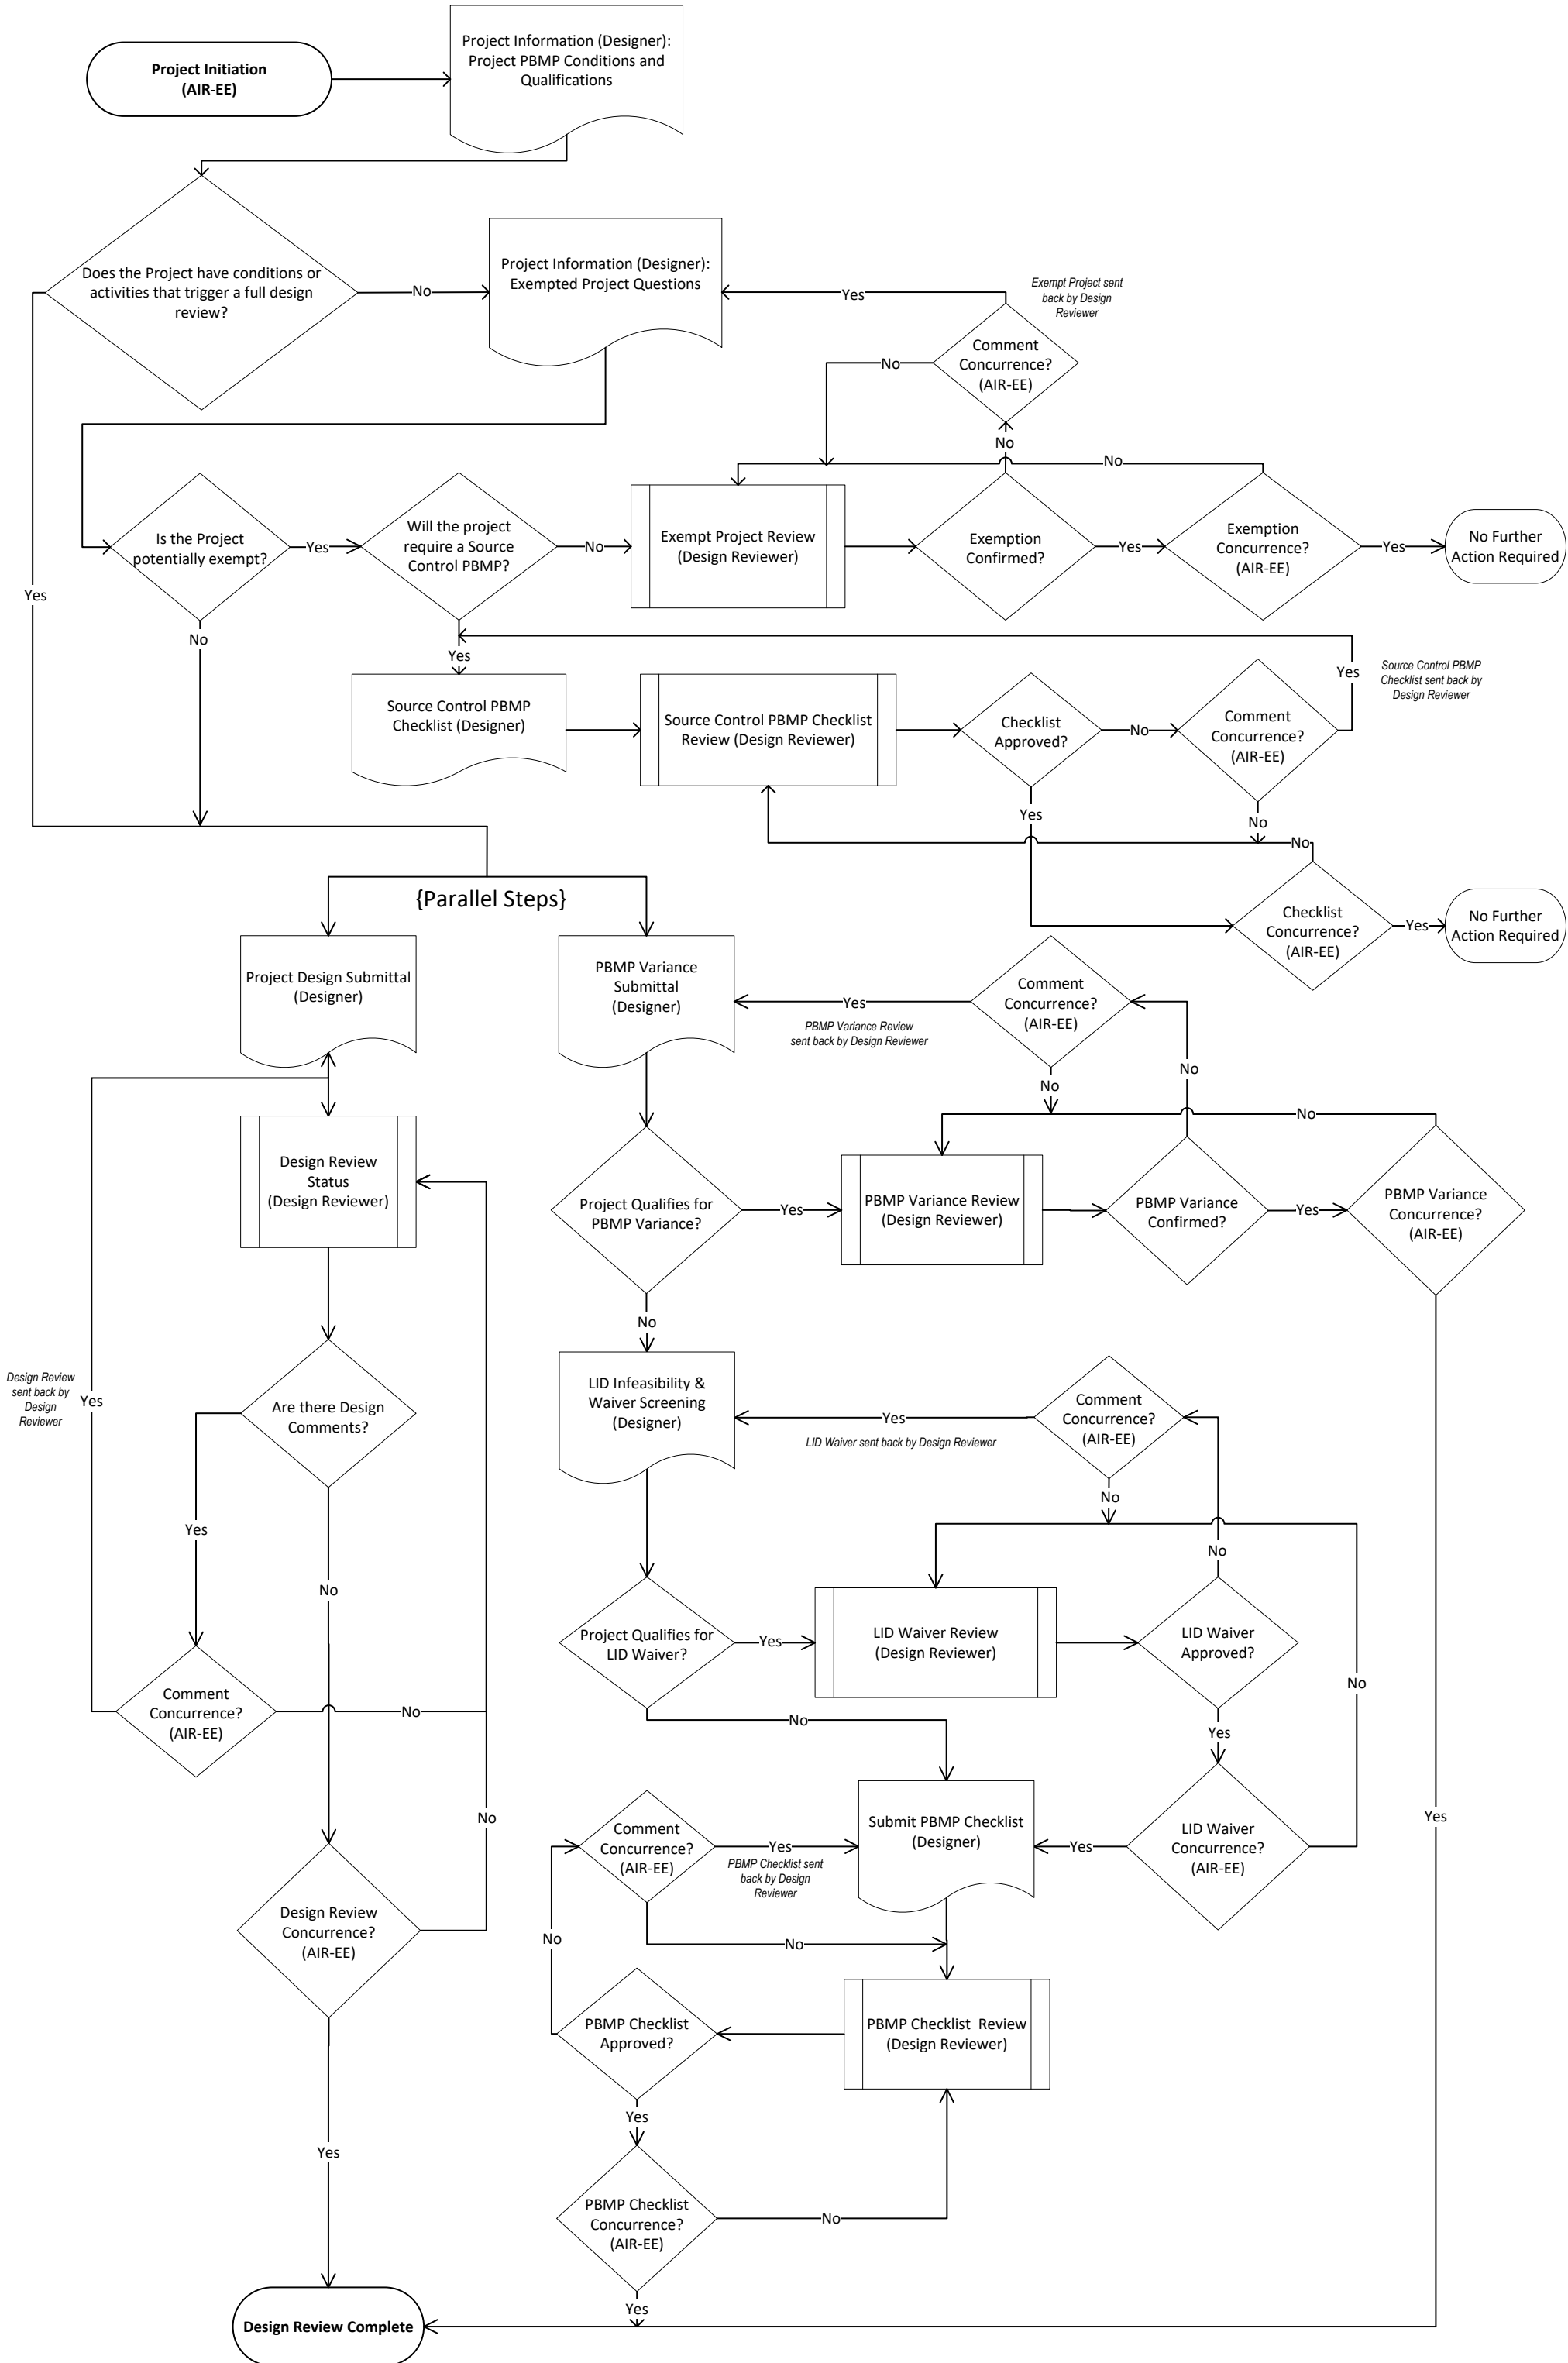 Project Initiation
(AIR-EE)
Project Information (Designer):
Project PBMP Conditions and
Qualifications
Does the Project have conditions or
activities that trigger a full design
review?
No
Project Information (Designer):
Exempted Project Questions
Yes
Exempt Project sent
back by Design
Reviewer
Comment
Concurrence?
(AIR-EE)
No
No
No
Is the Project
potentially exempt?
Yes
Will the project
require a Source
Control PBMP?
No
Exempt Project Review
(Design Reviewer)
Exemption
Confirmed?
Yes
Exemption
Concurrence?
(AIR-EE)
Yes
No Further
Action Required
Yes
No
Yes
Source Control PBMP
Checklist (Designer)
Source Control PBMP Checklist
Review (Design Reviewer)
Checklist
Approved?
No
Comment
Concurrence?
(AIR-EE)
Yes
Source Control PBMP
Checklist sent back by
Design Reviewer
Yes
No
No
Checklist
Concurrence?
(AIR-EE)
Yes
No Further
Action Required
{Parallel Steps}
Project Design Submittal
(Designer)
PBMP Variance
Submittal
(Designer)
Yes
PBMP Variance Review
sent back by Design Reviewer
Comment
Concurrence?
(AIR-EE)
No
No
No
Design Review
Status
(Design Reviewer)
Project Qualifies for
PBMP Variance?
Yes
PBMP Variance Review
(Design Reviewer)
PBMP Variance
Confirmed?
Yes
PBMP Variance
Concurrence?
(AIR-EE)
No
Design Review
sent back by
Design
Reviewer
Yes
Are there Design
Comments?
LID Infeasibility &
Waiver Screening
(Designer)
Yes
LID Waiver sent back by Design Reviewer
Comment
Concurrence?
(AIR-EE)
No
Yes
No
No
Project Qualifies for
LID Waiver?
Yes
LID Waiver Review
(Design Reviewer)
LID Waiver
Approved?
No
Comment
Concurrence?
(AIR-EE)
No
No
Yes
No
Comment
Concurrence?
(AIR-EE)
Yes
PBMP Checklist sent
back by Design
Reviewer
Submit PBMP Checklist
(Designer)
Yes
LID Waiver
Concurrence?
(AIR-EE)
Yes
Design Review
Concurrence?
(AIR-EE)
No
No
PBMP Checklist
Approved?
PBMP Checklist Review
(Design Reviewer)
Yes
Yes
PBMP Checklist
Concurrence?
(AIR-EE)
No
Yes
Design Review Complete